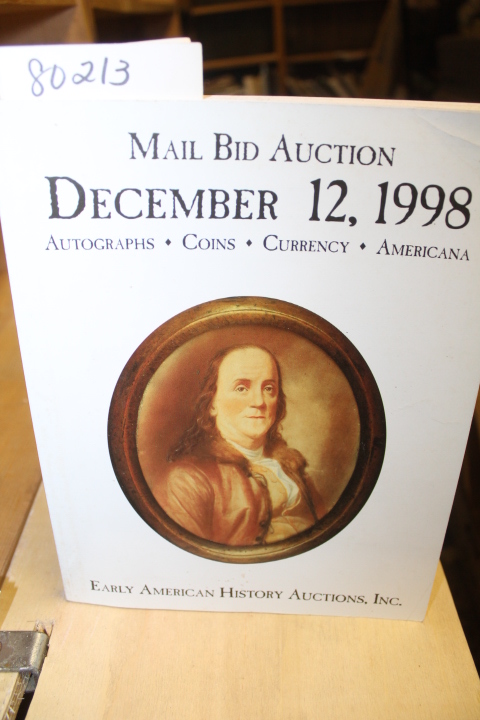 80213
Mail Bid Auction
December 12, 1998
Autographs • Coins • Currency • Americana
Early American History Auctions, Inc.